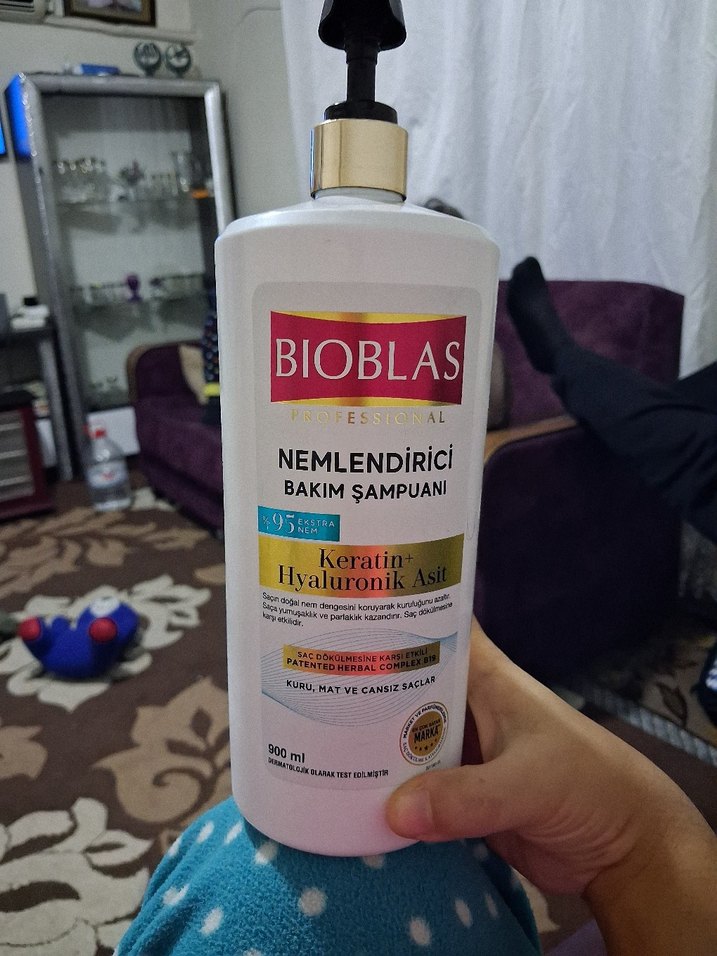 BIOBLAS
PROFESSIONAL
NEMLENDİRİCİ
BAKIM ŞAMPUANI
%95 EKSTRA
NEM
Keratin+
Hyaluronik Asit
Saçın doğal nem dengesini koruyarak kuruluğunu azaltır.
Saça yumuşaklık ve parlaklık kazandırır. Saç dökülmesine
karşı etkilidir.
SAÇ DÖKÜLMESİNE KARŞI ETKİLİ
PATENTED HERBAL COMPLEX B19
KURU, MAT VE CANSIZ SAÇLAR
MARKA
900 ml
DERMATOLOJİK OLARAK TEST EDİLMİŞTİR